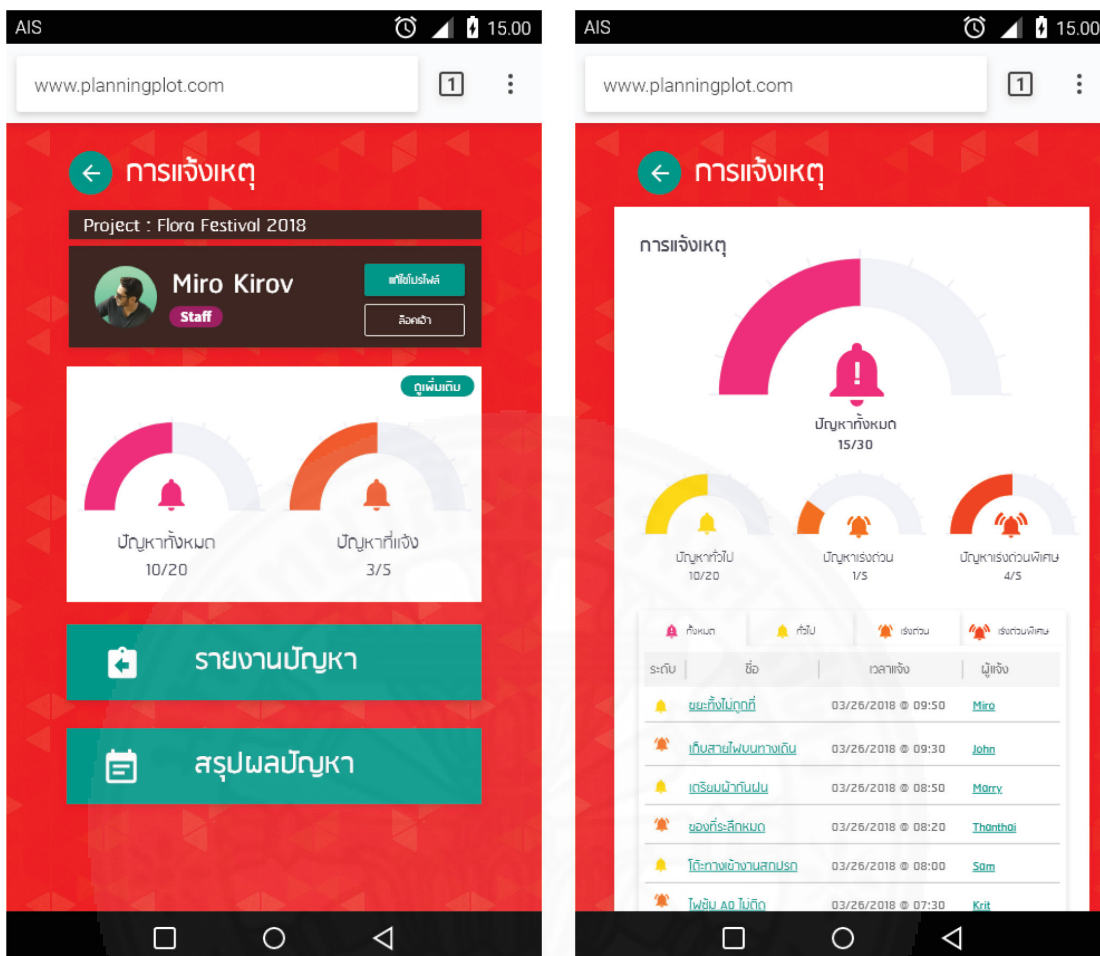 AIS 15.00
www.planningplot.com 1
การแจ้งเหตุ
Project : Flora Festival 2018
Miro Kirov
แก้ไขโปรไฟล์
Staff
ล็อคเอ้า
ดูเพิ่มเติม
ปัญหาทั้งหมด ปัญหาที่แจ้ง
10/20 3/5
รายงานปัญหา
สรุปผลปัญหา
AIS 15.00
www.planningplot.com 1
การแจ้งเหตุ
การแจ้งเหตุ
ปัญหาทั้งหมด
15/30
ปัญหาทั่วไป ปัญหาเร่งด่วน ปัญหาเร่งด่วนพิเศษ
10/20 1/5 4/5
ทั้งหมด ทั่วไป เร่งด่วน เร่งด่วนพิเศษ
ระดับ ชื่อ เวลาแจ้ง ผู้แจ้ง
ขยะทิ้งไม่ถูกที่ 03/26/2018 @ 09:50 Miro
เก็บสายไฟบนทางเดิน 03/26/2018 @ 09:30 John
เตรียมผ้ากันฝน 03/26/2018 @ 08:50 Marry
ของที่ระลึกหมด 03/26/2018 @ 08:20 Thanthai
โต๊ะทางเข้างานสกปรก 03/26/2018 @ 08:00 Sam
ไฟซุ้ม A0 ไม่ติด 03/26/2018 @ 07:30 Krit